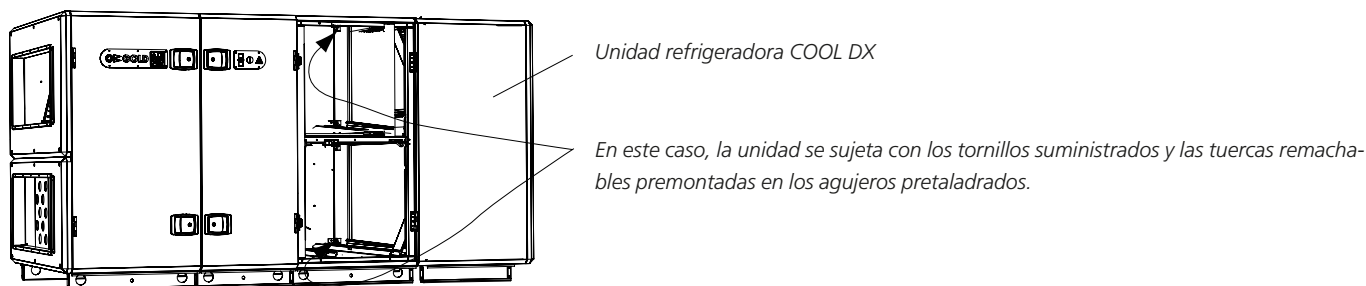 GOLD
Unidad refrigeradora COOL DX
En este caso, la unidad se sujeta con los tornillos suministrados y las tuercas remacha-
bles premontadas en los agujeros pretaladrados.